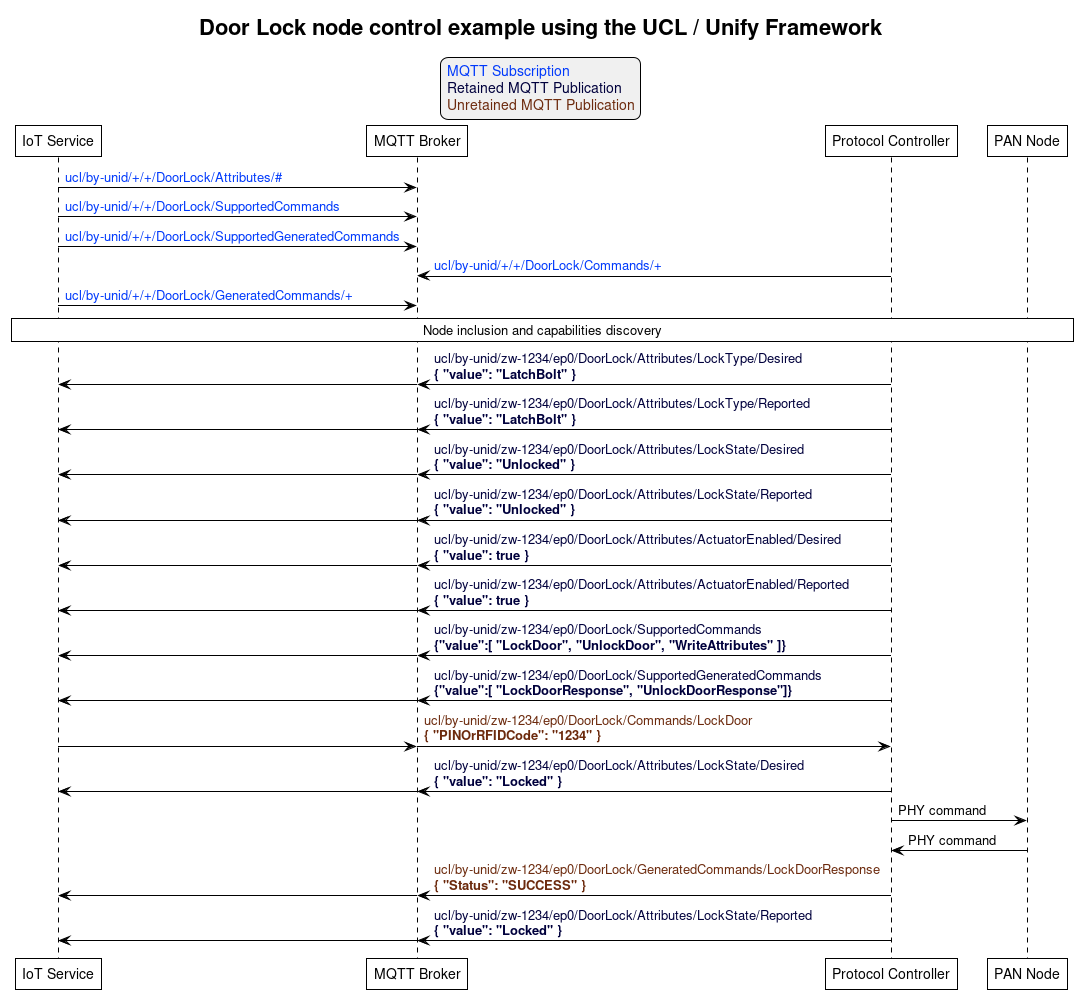 Door Lock node control example using the UCL / Unify Framework
MQTT Subscription
Retained MQTT Publication
Unretained MQTT Publication
IoT Service
MQTT Broker
Protocol Controller
PAN Node
ucl/by-unid/+/+/DoorLock/Attributes/#
ucl/by-unid/+/+/DoorLock/SupportedCommands
ucl/by-unid/+/+/DoorLock/SupportedGeneratedCommands
ucl/by-unid/+/+/DoorLock/Commands/+
ucl/by-unid/+/+/DoorLock/GeneratedCommands/+
Node inclusion and capabilities discovery
ucl/by-unid/zw-1234/ep0/DoorLock/Attributes/LockType/Desired
{ "value": "LatchBolt" }
ucl/by-unid/zw-1234/ep0/DoorLock/Attributes/LockType/Reported
{ "value": "LatchBolt" }
ucl/by-unid/zw-1234/ep0/DoorLock/Attributes/LockState/Desired
{ "value": "Unlocked" }
ucl/by-unid/zw-1234/ep0/DoorLock/Attributes/LockState/Reported
{ "value": "Unlocked" }
ucl/by-unid/zw-1234/ep0/DoorLock/Attributes/ActuatorEnabled/Desired
{ "value": true }
ucl/by-unid/zw-1234/ep0/DoorLock/Attributes/ActuatorEnabled/Reported
{ "value": true }
ucl/by-unid/zw-1234/ep0/DoorLock/SupportedCommands
{"value":[ "LockDoor", "UnlockDoor", "WriteAttributes" ]}
ucl/by-unid/zw-1234/ep0/DoorLock/SupportedGeneratedCommands
{"value":[ "LockDoorResponse", "UnlockDoorResponse"]}
ucl/by-unid/zw-1234/ep0/DoorLock/Commands/LockDoor
{ "PINOrRFIDCode": "1234" }
ucl/by-unid/zw-1234/ep0/DoorLock/Attributes/LockState/Desired
{ "value": "Locked" }
PHY command
PHY command
ucl/by-unid/zw-1234/ep0/DoorLock/GeneratedCommands/LockDoorResponse
{ "Status": "SUCCESS" }
ucl/by-unid/zw-1234/ep0/DoorLock/Attributes/LockState/Reported
{ "value": "Locked" }
IoT Service
MQTT Broker
Protocol Controller
PAN Node